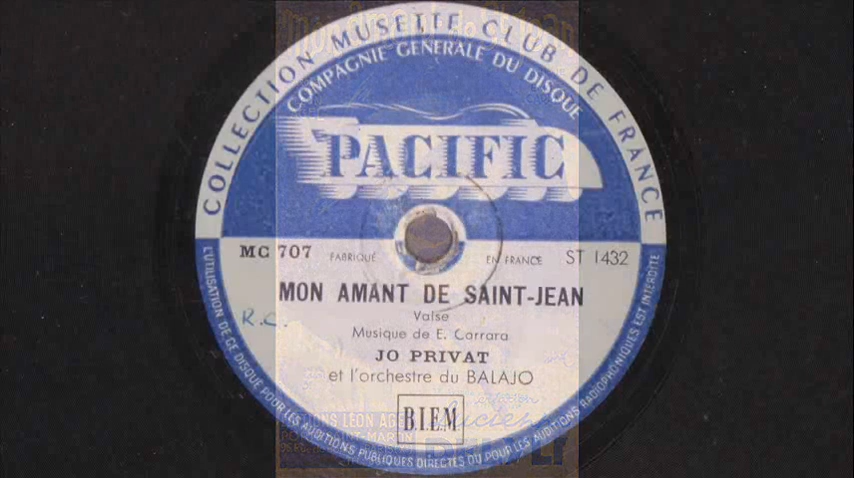 COLLECTION MUSETTE CLUB DE FRANCE
COMPAGNIE GENERALE DU DISQUE
PACIFIC
MC 707 FABRIQUÉ EN FRANCE ST 1432
MON AMANT DE SAINT-JEAN
Valse
Musique de E. Carrara
R.C.
JO PRIVAT
et l'orchestre du BALAJO
B.I.E.M.
L'UTILISATION DE CE DISQUE POUR LES AUDITIONS PUBLIQUES DIRECTES OU POUR LES AUDITIONS RADIOPHONIQUES EST INTERDITE